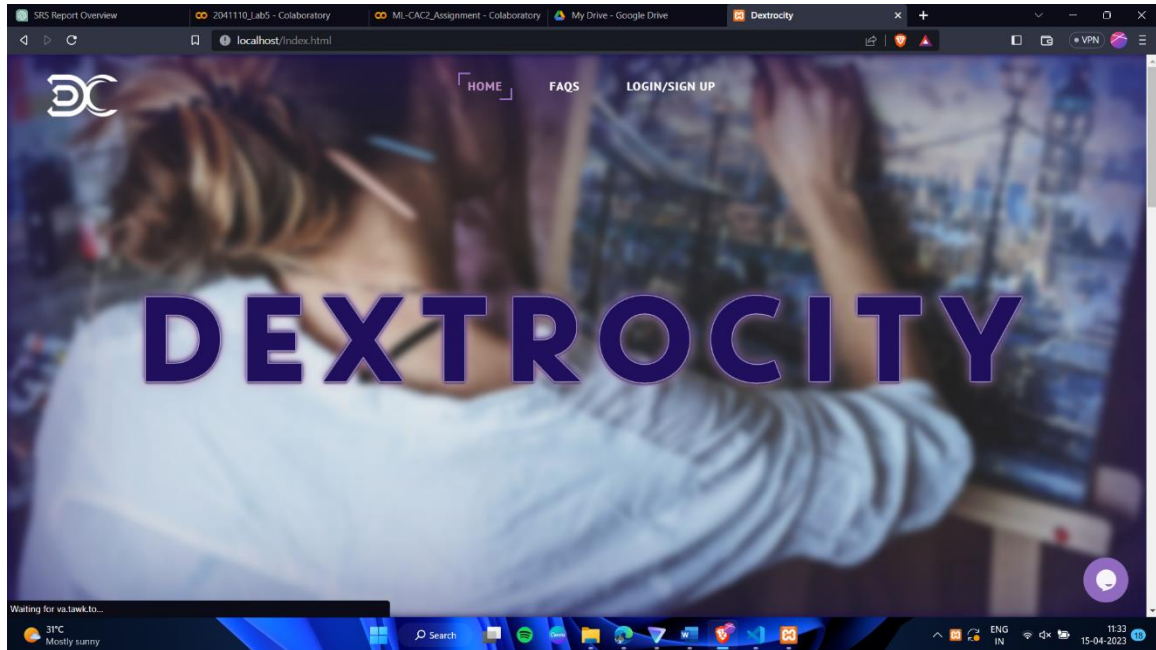 SRS Report Overview
2041110_Lab5 - Colaboratory
ML-CAC2_Assignment - Colaboratory
My Drive - Google Drive
Dextrocity
localhost/Index.html
VPN
DC
HOME
FAQS
LOGIN/SIGN UP
DEXTROCITY
Waiting for va.tawk.to...
31°C
Mostly sunny
Search
ENG
IN
11:33
15-04-2023
18